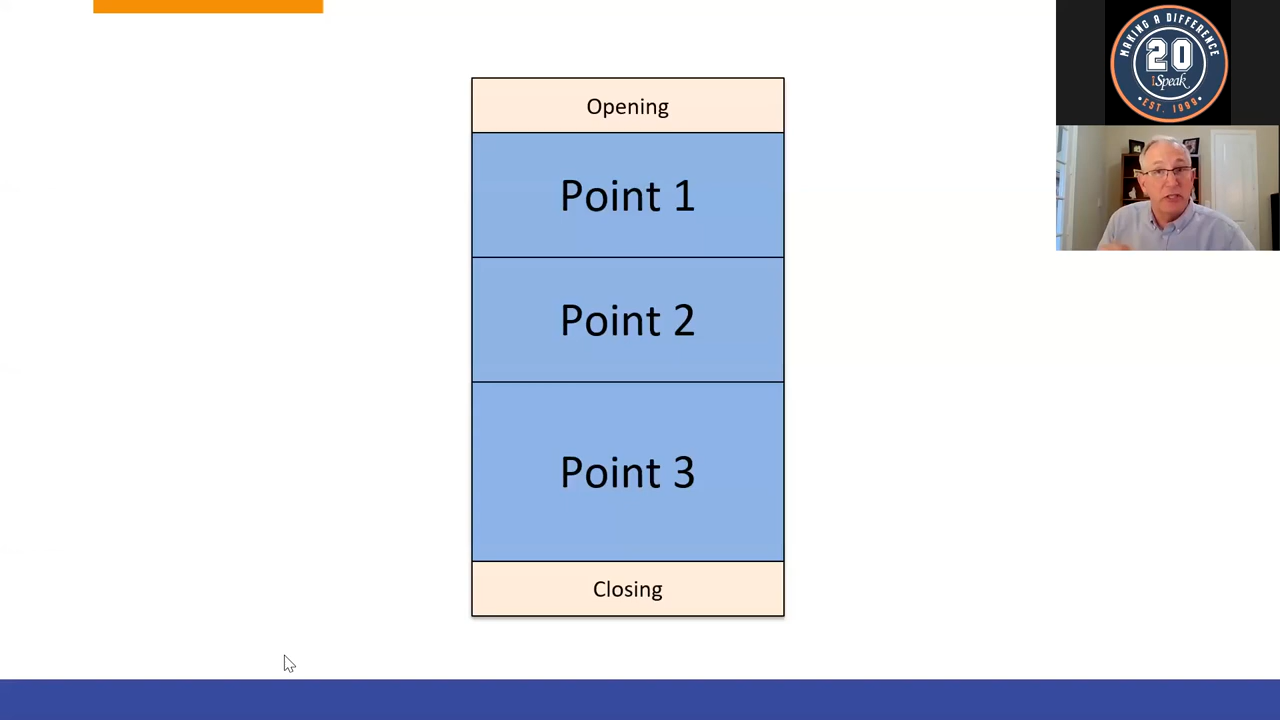 Opening
Point 1
Point 2
Point 3
Closing
MAKING A DIFFERENCE
20
iSpeak
EST. 1999